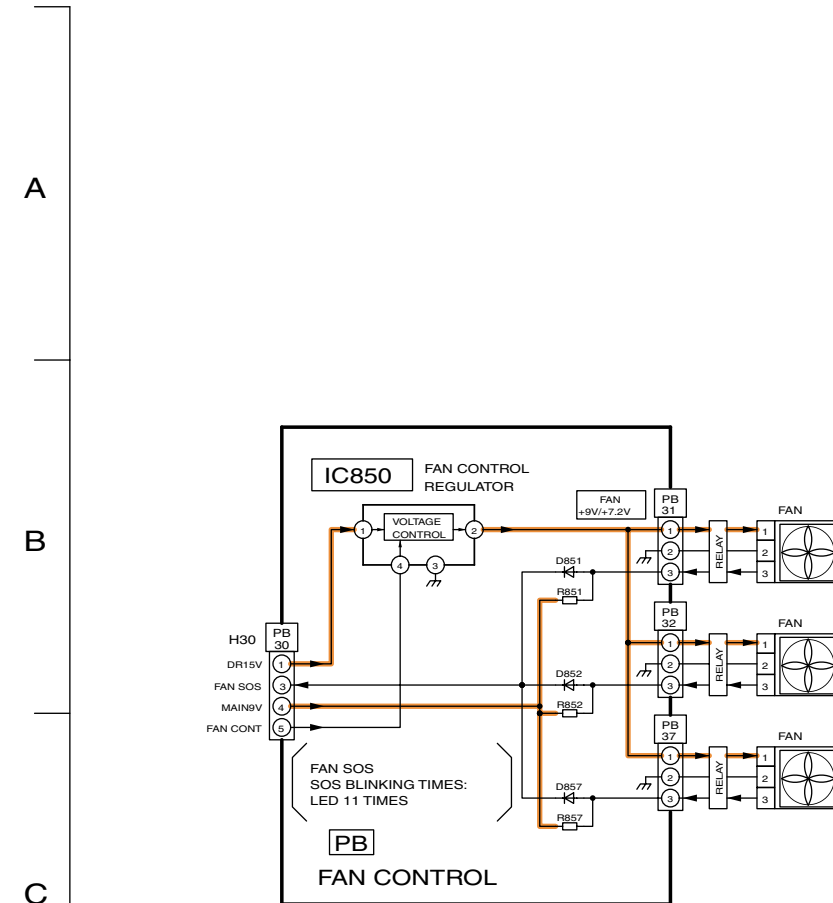 A
B
C
IC850
FAN CONTROL
REGULATOR
VOLTAGE
CONTROL
1
2
4
3
FAN
+9V/+7.2V
PB
31
1
2
3
RELAY
FAN
1
2
3
D851
R851
H30
PB
30
DR15V
1
FAN SOS
3
MAIN9V
4
FAN CONT
5
PB
32
1
2
3
RELAY
FAN
1
2
3
D852
R852
PB
37
1
2
3
RELAY
FAN
1
2
3
D857
R857
FAN SOS
SOS BLINKING TIMES:
LED 11 TIMES
PB
FAN CONTROL